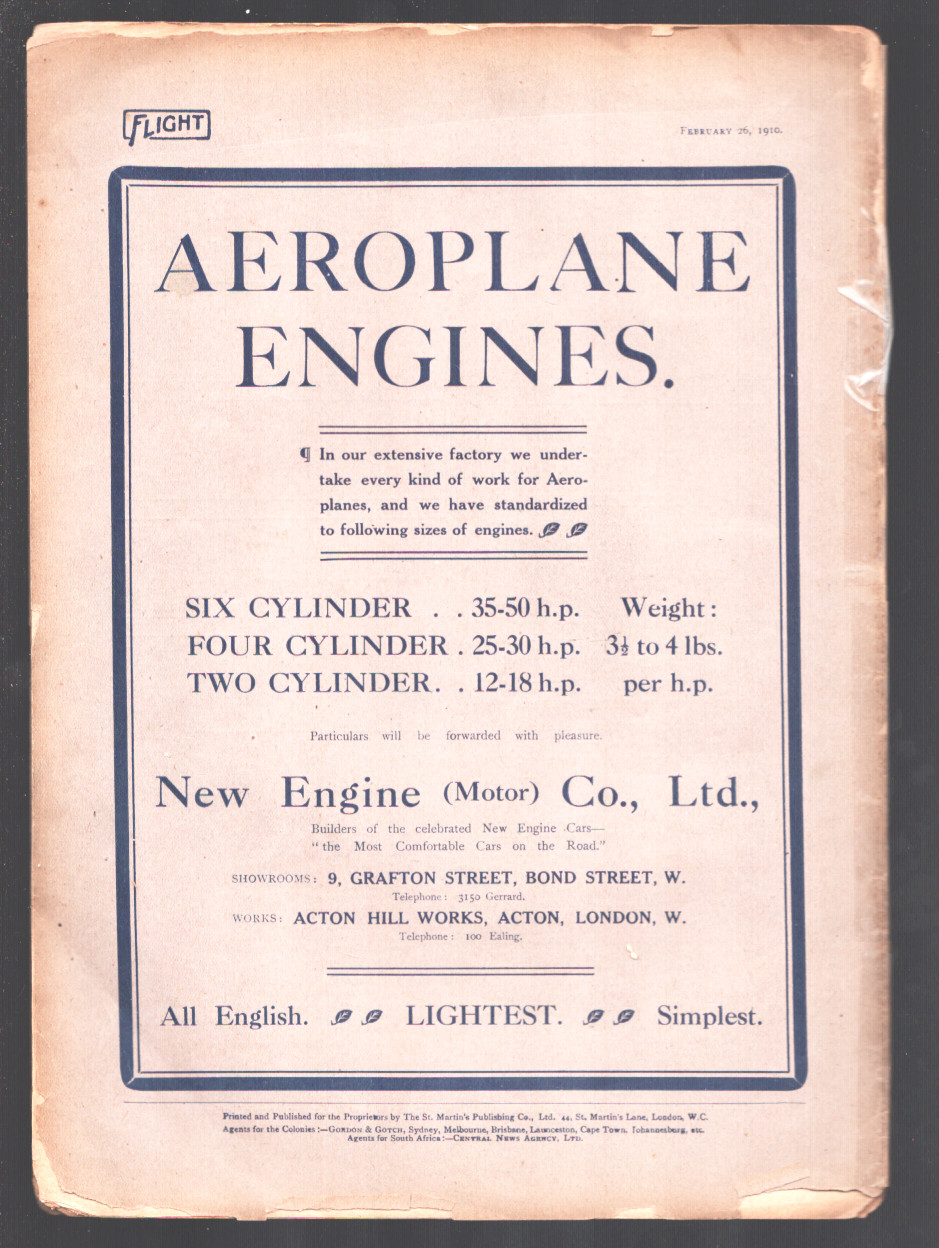 FLIGHT
FEBRUARY 26, 1910.
AEROPLANE
ENGINES.
¶ In our extensive factory we under-
take every kind of work for Aero-
planes, and we have standardized
to following sizes of engines.
SIX CYLINDER . . 35-50 h.p. Weight:
FOUR CYLINDER . 25-30 h.p. 3½ to 4 lbs.
TWO CYLINDER. . 12-18 h.p. per h.p.
Particulars will be forwarded with pleasure.
New Engine (Motor) Co., Ltd.,
Builders of the celebrated New Engine Cars—
“the Most Comfortable Cars on the Road.”
SHOWROOMS: 9, GRAFTON STREET, BOND STREET, W.
Telephone: 3150 Gerrard.
WORKS: ACTON HILL WORKS, ACTON, LONDON, W.
Telephone: 100 Ealing.
All English. LIGHTEST. Simplest.
Printed and Published for the Proprietors by The St. Martin's Publishing Co., Ltd. 44, St. Martin's Lane, London, W.C.
Agents for the Colonies:—GORDON & GOTCH, Sydney, Melbourne, Brisbane, Launceston, Cape Town, Johannesburg, etc.
Agents for South Africa:—CENTRAL NEWS AGENCY, LTD.